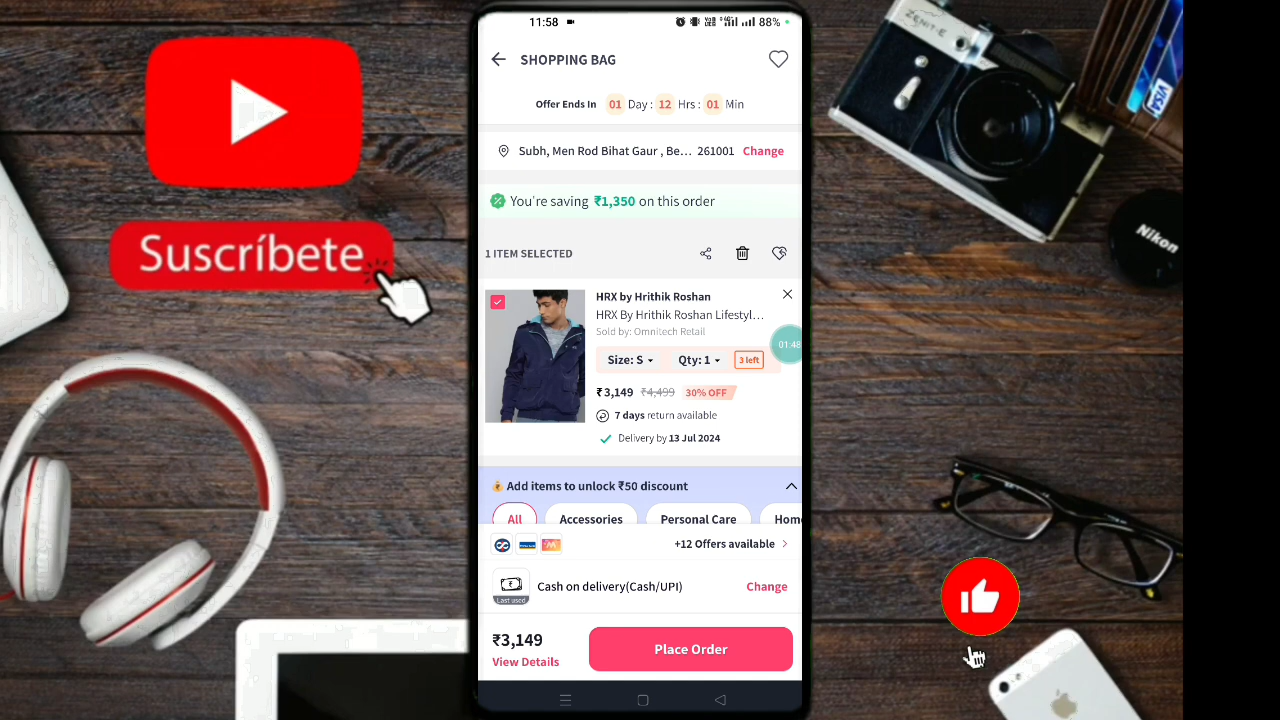 11:58
88%
SHOPPING BAG
Offer Ends In 01 Day : 12 Hrs : 01 Min
Subh, Men Rod Bihat Gaur , Be... 261001 Change
You're saving ₹1,350 on this order
1 ITEM SELECTED
HRX by Hrithik Roshan
HRX By Hrithik Roshan Lifestyl...
Sold by: Omnitech Retail
Size: S Qty: 1 3 left
₹3,149 ₹4,499 30% OFF
7 days return available
Delivery by 13 Jul 2024
01:48
Add items to unlock ₹50 discount
All Accessories Personal Care Hom
+12 Offers available
Cash on delivery(Cash/UPI) Change
Last used
₹3,149
View Details
Place Order
Suscríbete
ZENIT-E
VISA
Nikon